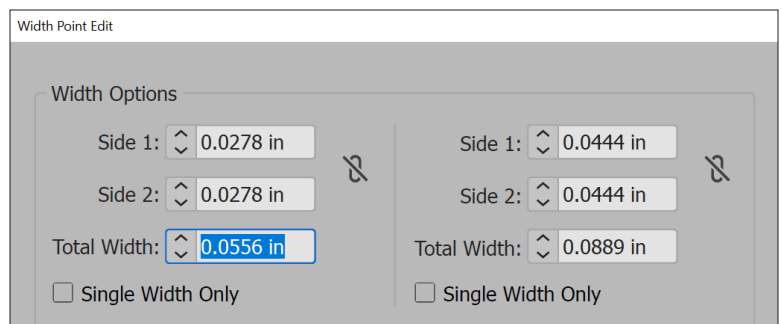 Width Point Edit
Width Options
Side 1: 0.0278 in
Side 2: 0.0278 in
Total Width: 0.0556 in
Single Width Only
Side 1: 0.0444 in
Side 2: 0.0444 in
Total Width: 0.0889 in
Single Width Only